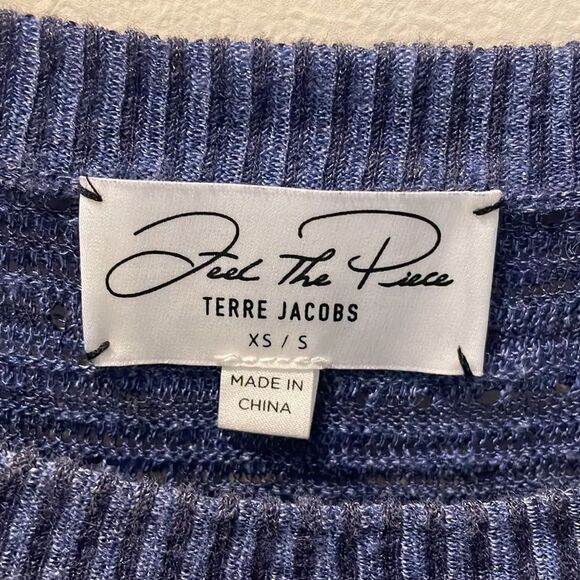 Feel The Piece
TERRE JACOBS
XS / S
MADE IN
CHINA